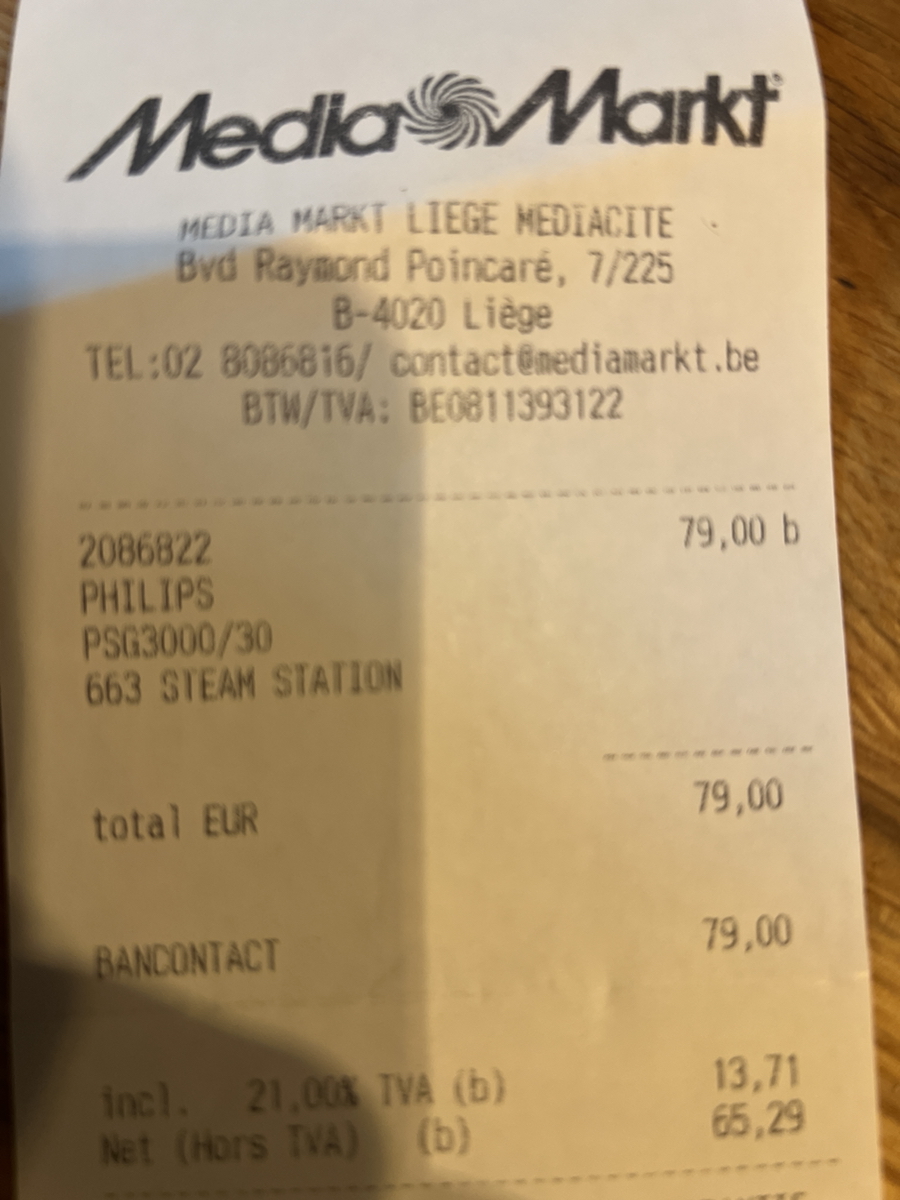 MediaMarkt
MEDIA MARKT LIEGE MEDIACITE
Bvd Raymond Poincaré, 7/225
B-4020 Liège
TEL:02 8086816/ contact@mediamarkt.be
BTW/TVA: BE0811393122
2086822 79,00 b
PHILIPS
PSG3000/30
663 STEAM STATION
total EUR 79,00
BANCONTACT 79,00
incl. 21,00% TVA (b) 13,71
Net (Hors TVA) (b) 65,29